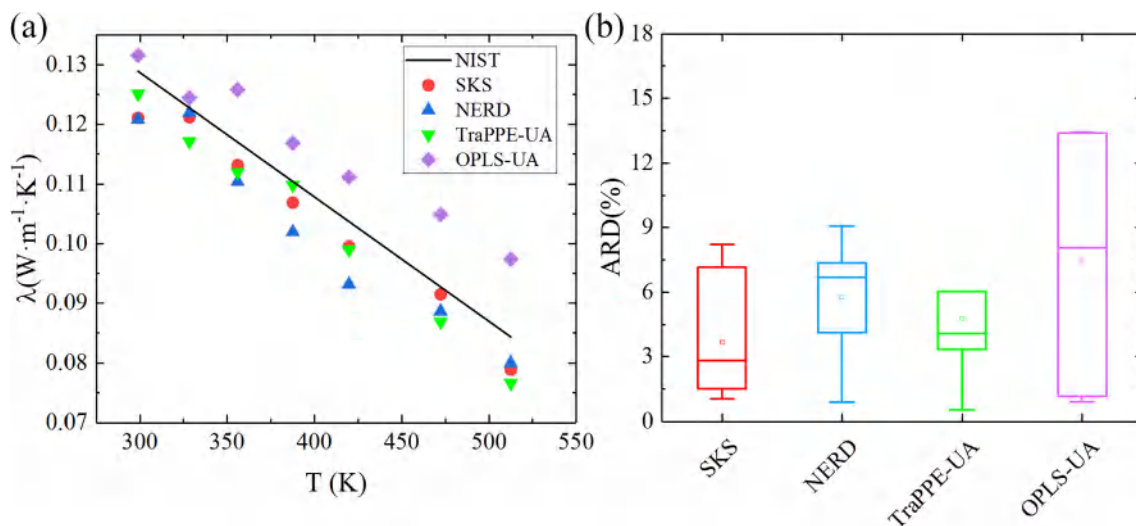 (a)
0.13
0.12
0.11
0.10
0.09
0.08
0.07
λ(W·m⁻¹·K⁻¹)
300 350 400 450 500 550
T (K)
NIST
SKS
NERD
TraPPE-UA
OPLS-UA
(b)
18
15
12
9
6
3
0
ARD(%)
SKS
NERD
TraPPE-UA
OPLS-UA